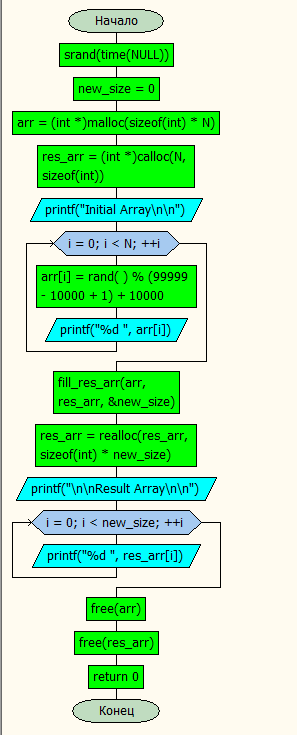 Начало
srand(time(NULL))
new_size = 0
arr = (int *)malloc(sizeof(int) * N)
res_arr = (int *)calloc(N,
sizeof(int))
printf("Initial Array\n\n")
i = 0; i < N; ++i
arr[i] = rand( ) % (99999
- 10000 + 1) + 10000
printf("%d ", arr[i])
fill_res_arr(arr,
res_arr, &new_size)
res_arr = realloc(res_arr,
sizeof(int) * new_size)
printf("\n\nResult Array\n\n")
i = 0; i < new_size; ++i
printf("%d ", res_arr[i])
free(arr)
free(res_arr)
return 0
Конец